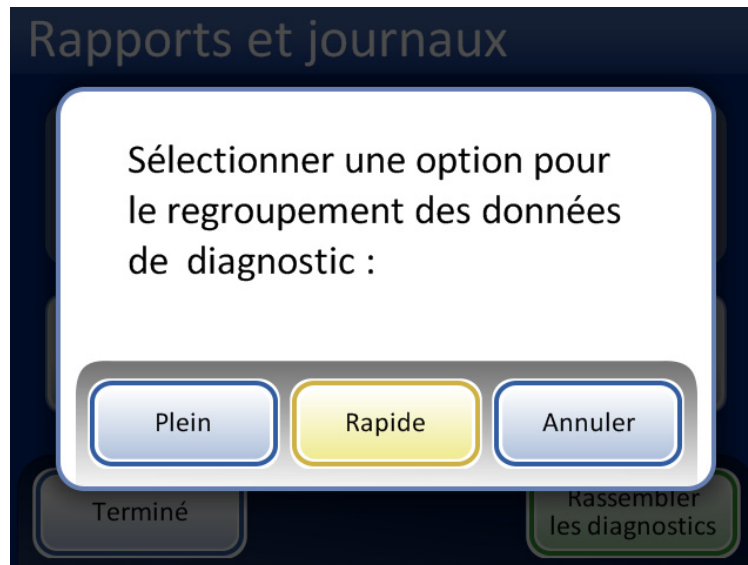 Rapports et journaux
Sélectionner une option pour
le regroupement des données
de diagnostic :
Plein
Rapide
Annuler
Terminé
Rassembler
les diagnostics